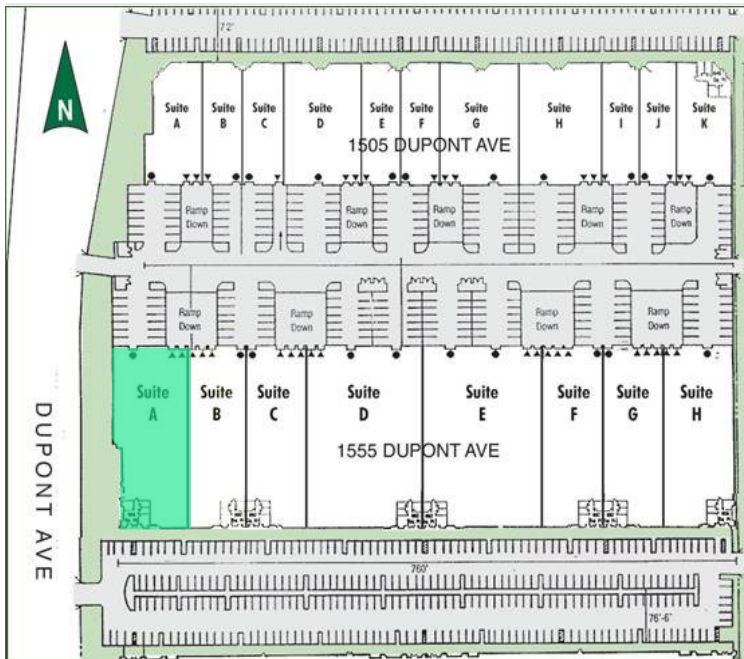 72'
N
Suite A
Suite B
Suite C
Suite D
Suite E
Suite F
Suite G
Suite H
Suite I
Suite J
Suite K
1505 DUPONT AVE
Ramp Down
Ramp Down
Ramp Down
Ramp Down
Ramp Down
Ramp Down
Ramp Down
Ramp Down
Ramp Down
Suite A
Suite B
Suite C
Suite D
Suite E
Suite F
Suite G
Suite H
1555 DUPONT AVE
DUPONT AVE
760'
76'-6"